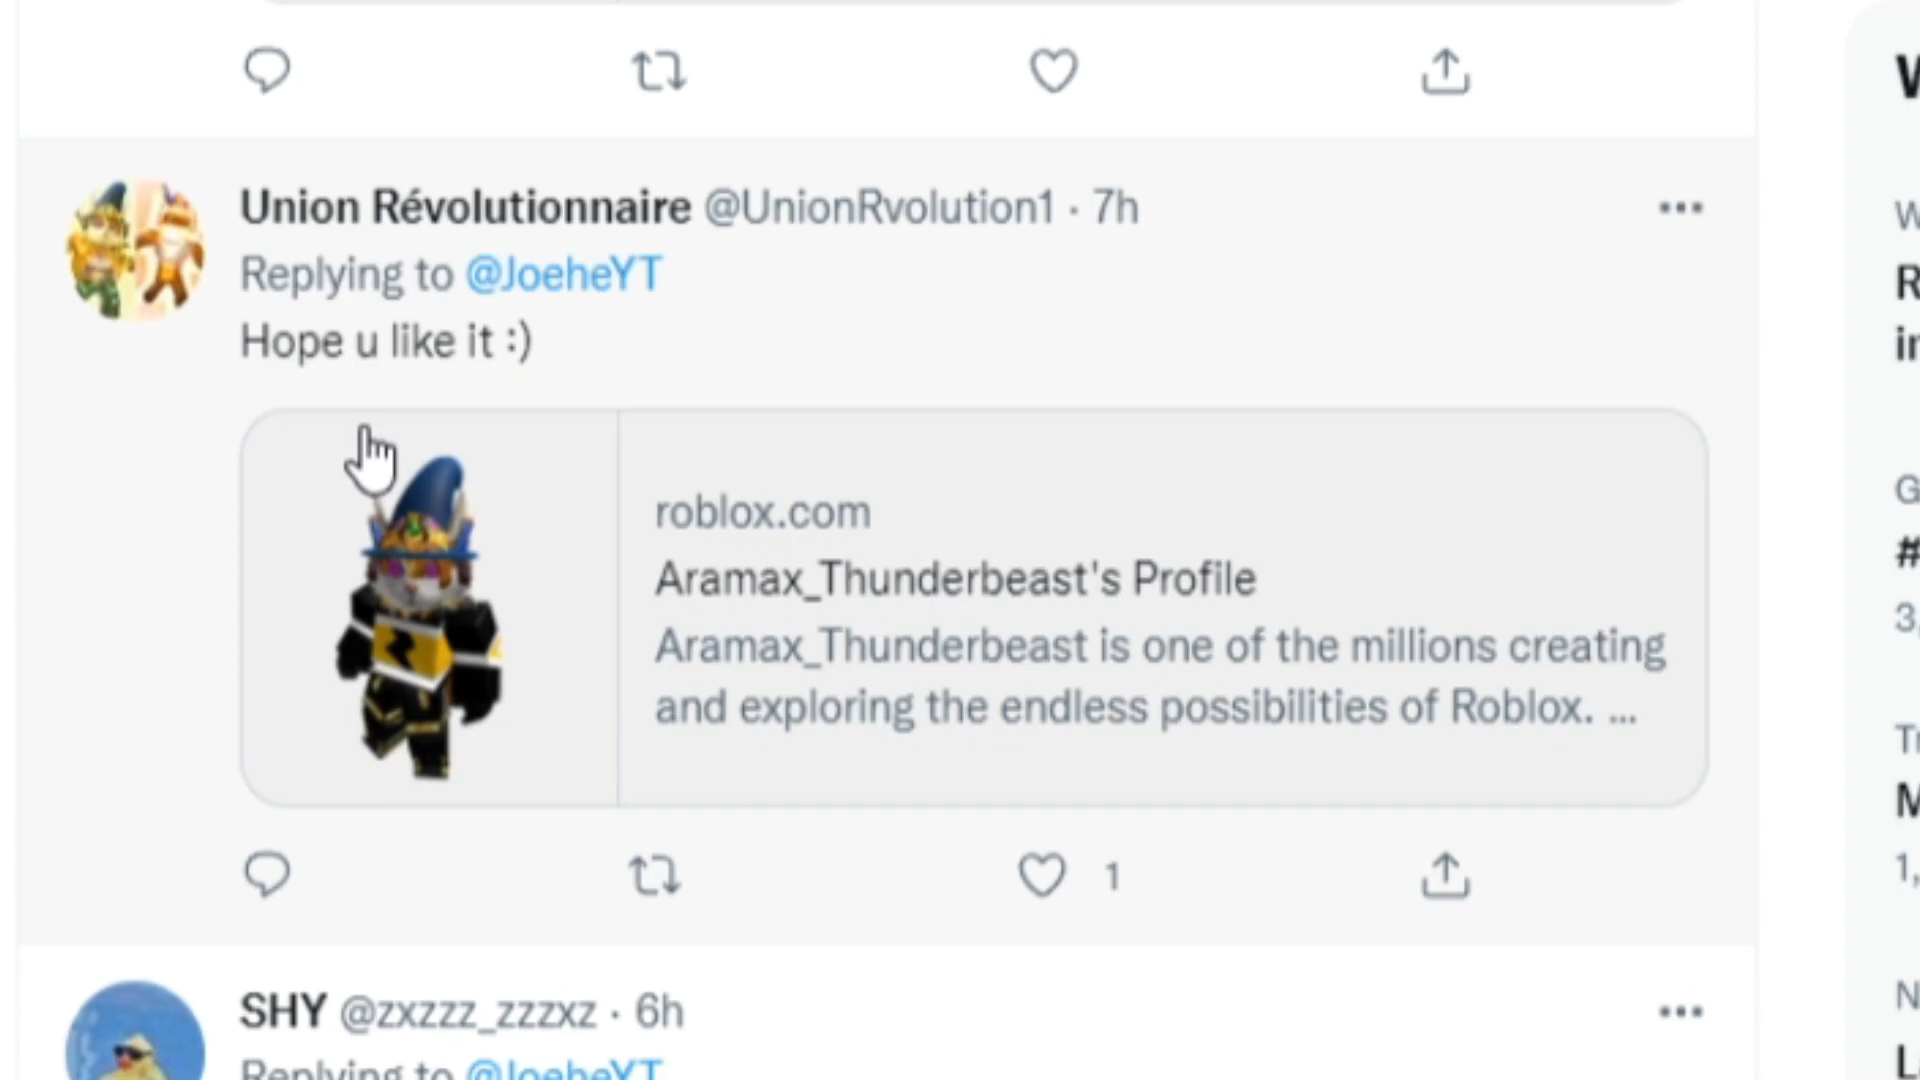 Union Révolutionnaire @UnionRvolution1 · 7h
Replying to @JoeheYT
Hope u like it :)
roblox.com
Aramax_Thunderbeast's Profile
Aramax_Thunderbeast is one of the millions creating
and exploring the endless possibilities of Roblox. ...
1
SHY @zxzzz_zzzxz · 6h
Replying to @JoeheYT